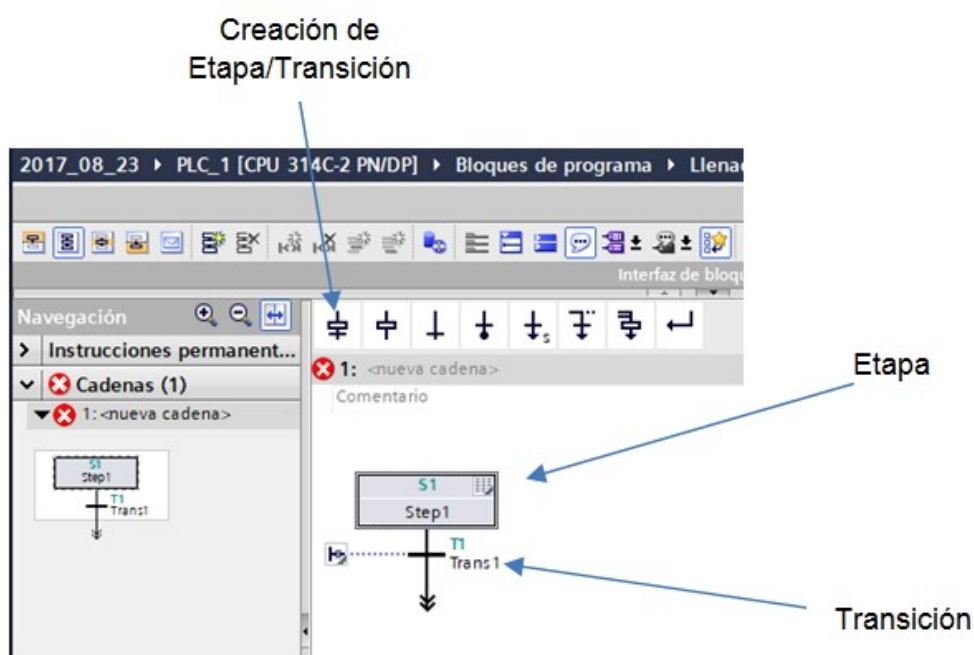 Creación de
Etapa/Transición
2017_08_23 ▸ PLC_1 [CPU 314C-2 PN/DP] ▸ Bloques de programa ▸ Llenad
Interfaz de bloqu
Navegación
Instrucciones permanent...
Cadenas (1)
1:<nueva cadena>
S1
Step1
T1
Trans1
1: <nueva cadena>
Comentario
S1
Step1
T1
Trans1
Etapa
Transición